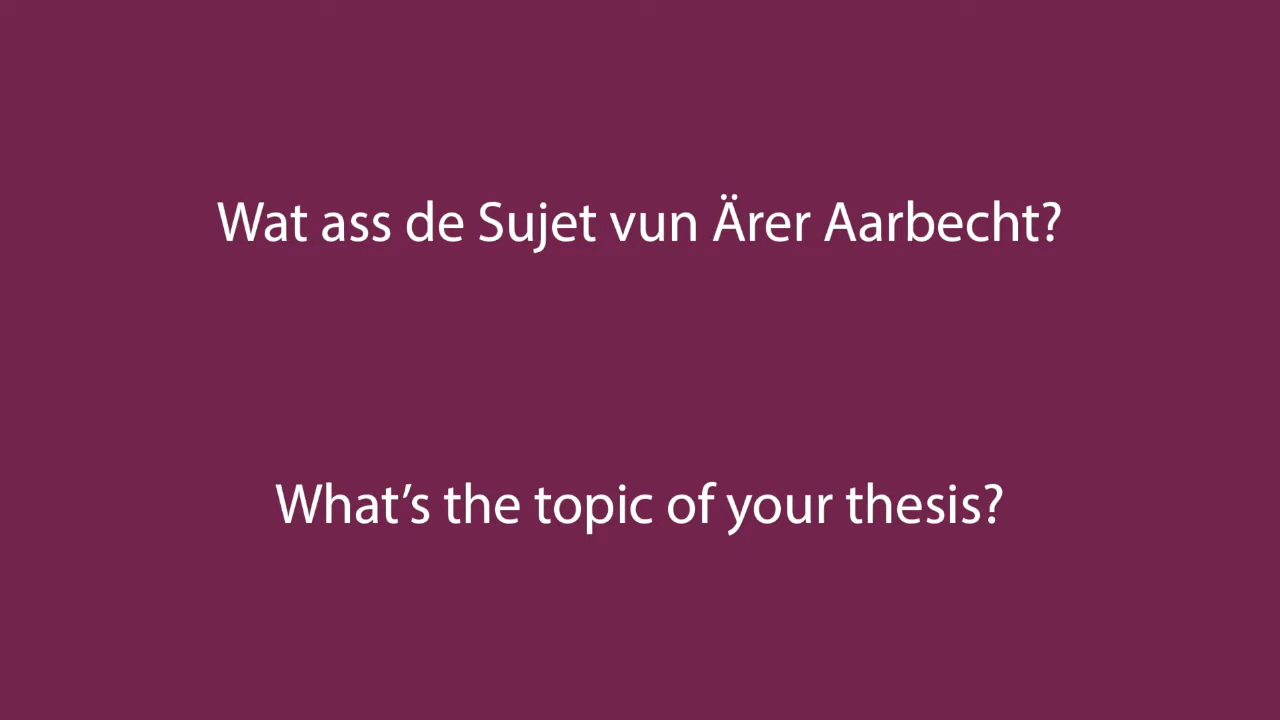 Wat ass de Sujet vun Ärer Aarbecht?
What’s the topic of your thesis?